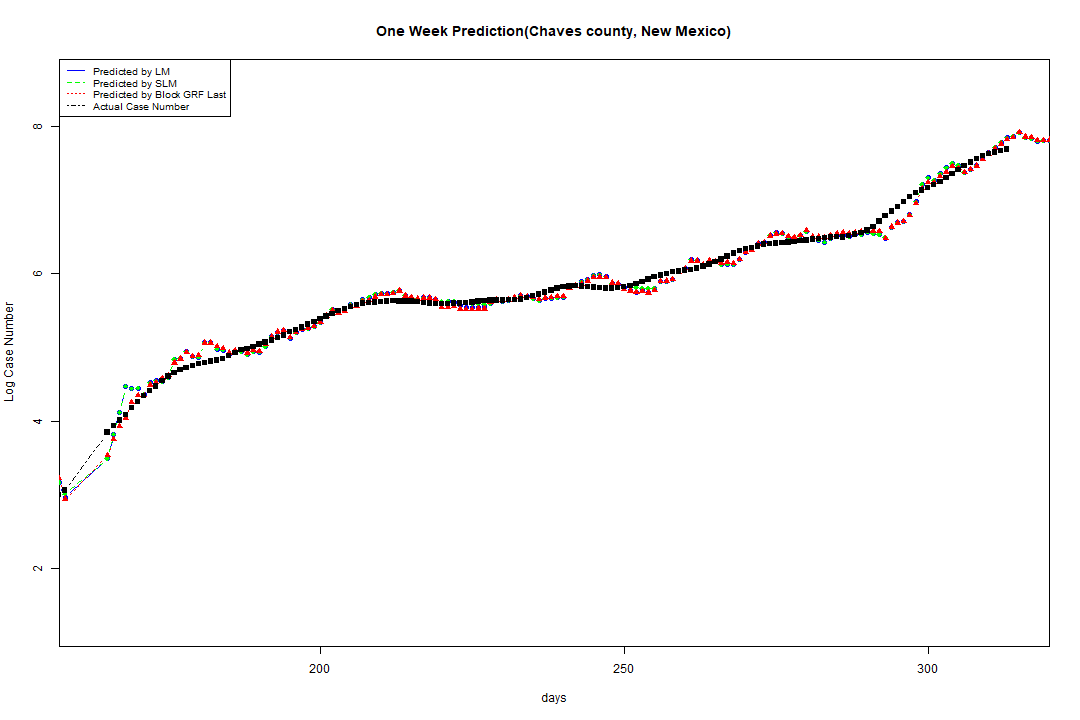 One Week Prediction(Chaves county, New Mexico)
Predicted by LM
Predicted by SLM
Predicted by Block GRF Last
Actual Case Number
8
6
4
2
Log Case Number
200 250 300
days